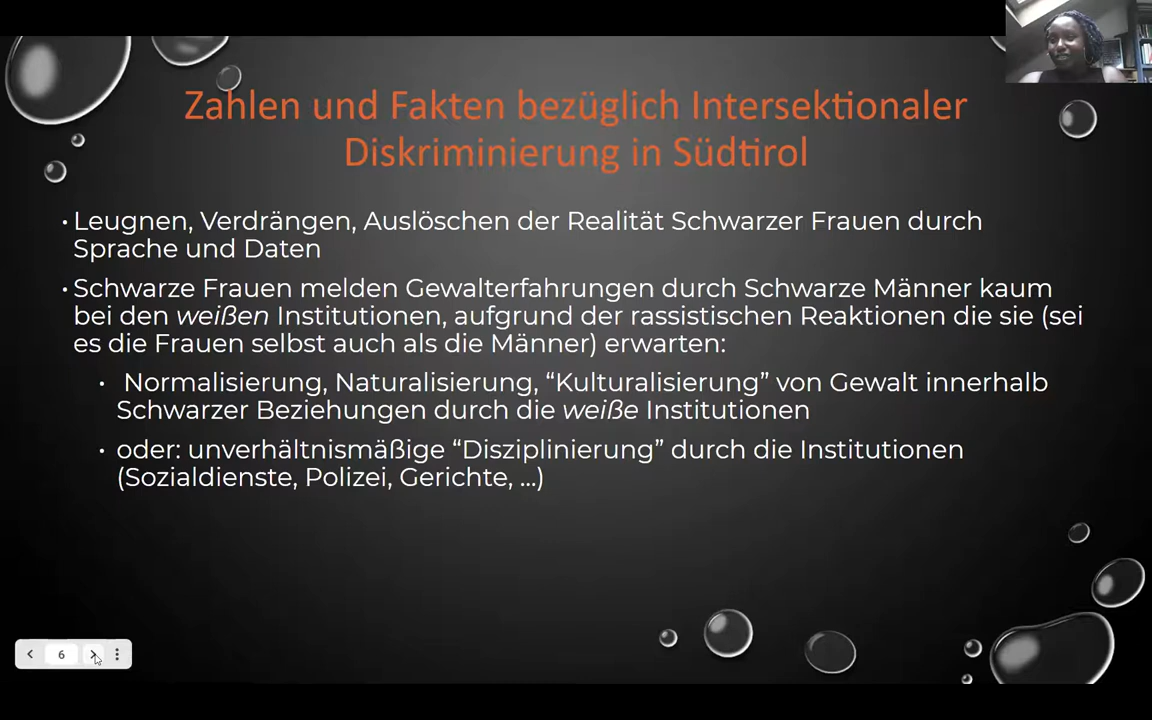 Zahlen und Fakten bezüglich Intersektionaler
Diskriminierung in Südtirol
• Leugnen, Verdrängen, Auslöschen der Realität Schwarzer Frauen durch
Sprache und Daten
• Schwarze Frauen melden Gewalterfahrungen durch Schwarze Männer kaum
bei den weißen Institutionen, aufgrund der rassistischen Reaktionen die sie (sei
es die Frauen selbst auch als die Männer) erwarten:
• Normalisierung, Naturalisierung, “Kulturalisierung” von Gewalt innerhalb
Schwarzer Beziehungen durch die weiße Institutionen
• oder: unverhältnismäßige “Disziplinierung” durch die Institutionen
(Sozialdienste, Polizei, Gerichte, ...)
6